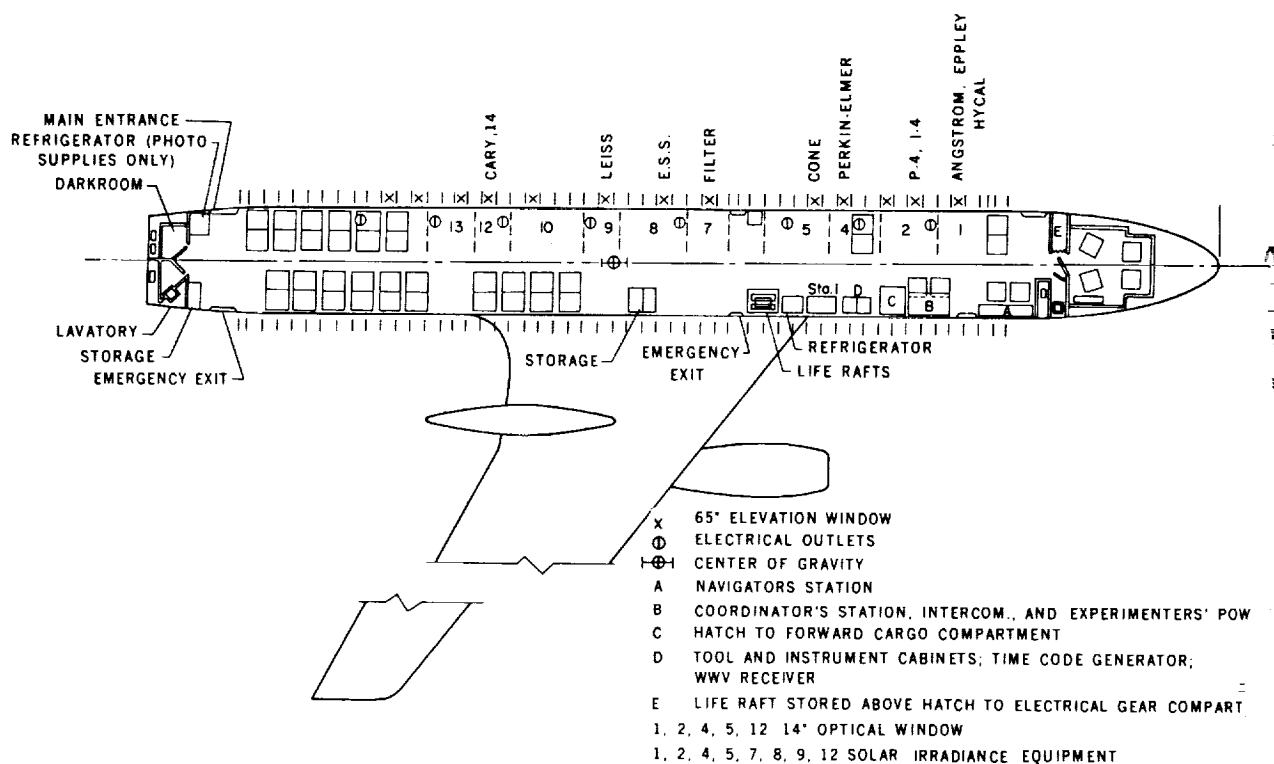 ANGSTROM, EPPLEY
HYCAL
P-4, I-4
PERKIN-ELMER
CONE
FILTER
E.S.S.
LEISS
CARY, 14
MAIN ENTRANCE
REFRIGERATOR (PHOTO
SUPPLIES ONLY)
DARKROOM
X X X X X X X X X X X X X
13 12 10 9 8 7 5 4 2 1
E
Sta. 1 D
C
B
A
LAVATORY
STORAGE
EMERGENCY EXIT
STORAGE
EMERGENCY
EXIT
REFRIGERATOR
LIFE RAFTS
X 65° ELEVATION WINDOW
ELECTRICAL OUTLETS
CENTER OF GRAVITY
A NAVIGATORS STATION
B COORDINATOR'S STATION, INTERCOM., AND EXPERIMENTERS' POW
C HATCH TO FORWARD CARGO COMPARTMENT
D TOOL AND INSTRUMENT CABINETS; TIME CODE GENERATOR;
WWV RECEIVER
E LIFE RAFT STORED ABOVE HATCH TO ELECTRICAL GEAR COMPART
1, 2, 4, 5, 12 14" OPTICAL WINDOW
1, 2, 4, 5, 7, 8, 9, 12 SOLAR IRRADIANCE EQUIPMENT